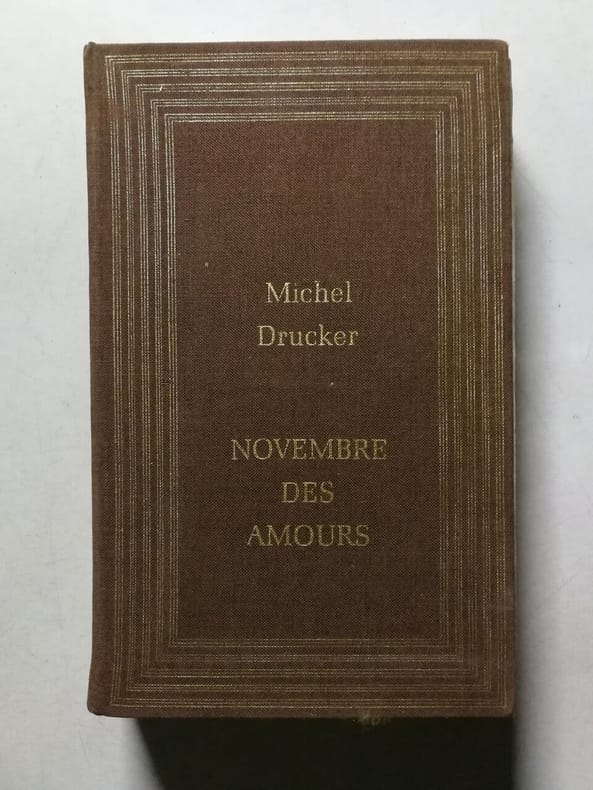 Michel
Drucker
NOVEMBRE
DES
AMOURS